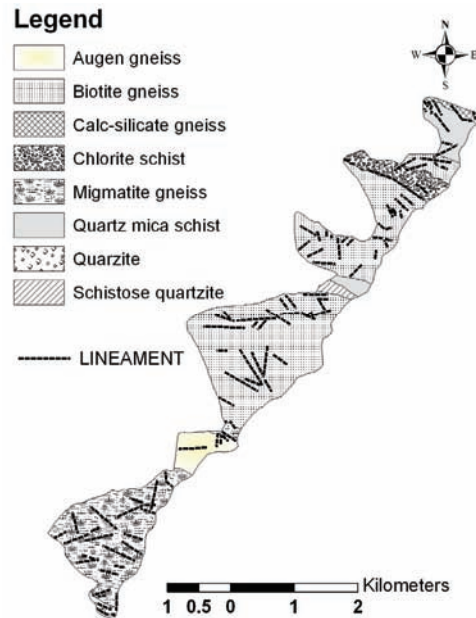 Legend
Augen gneiss
Biotite gneiss
Calc-silicate gneiss
Chlorite schist
Migmatite gneiss
Quartz mica schist
Quarzite
Schistose quartzite
LINEAMENT
N
W E
S
Kilometers
1 0.5 0 1 2